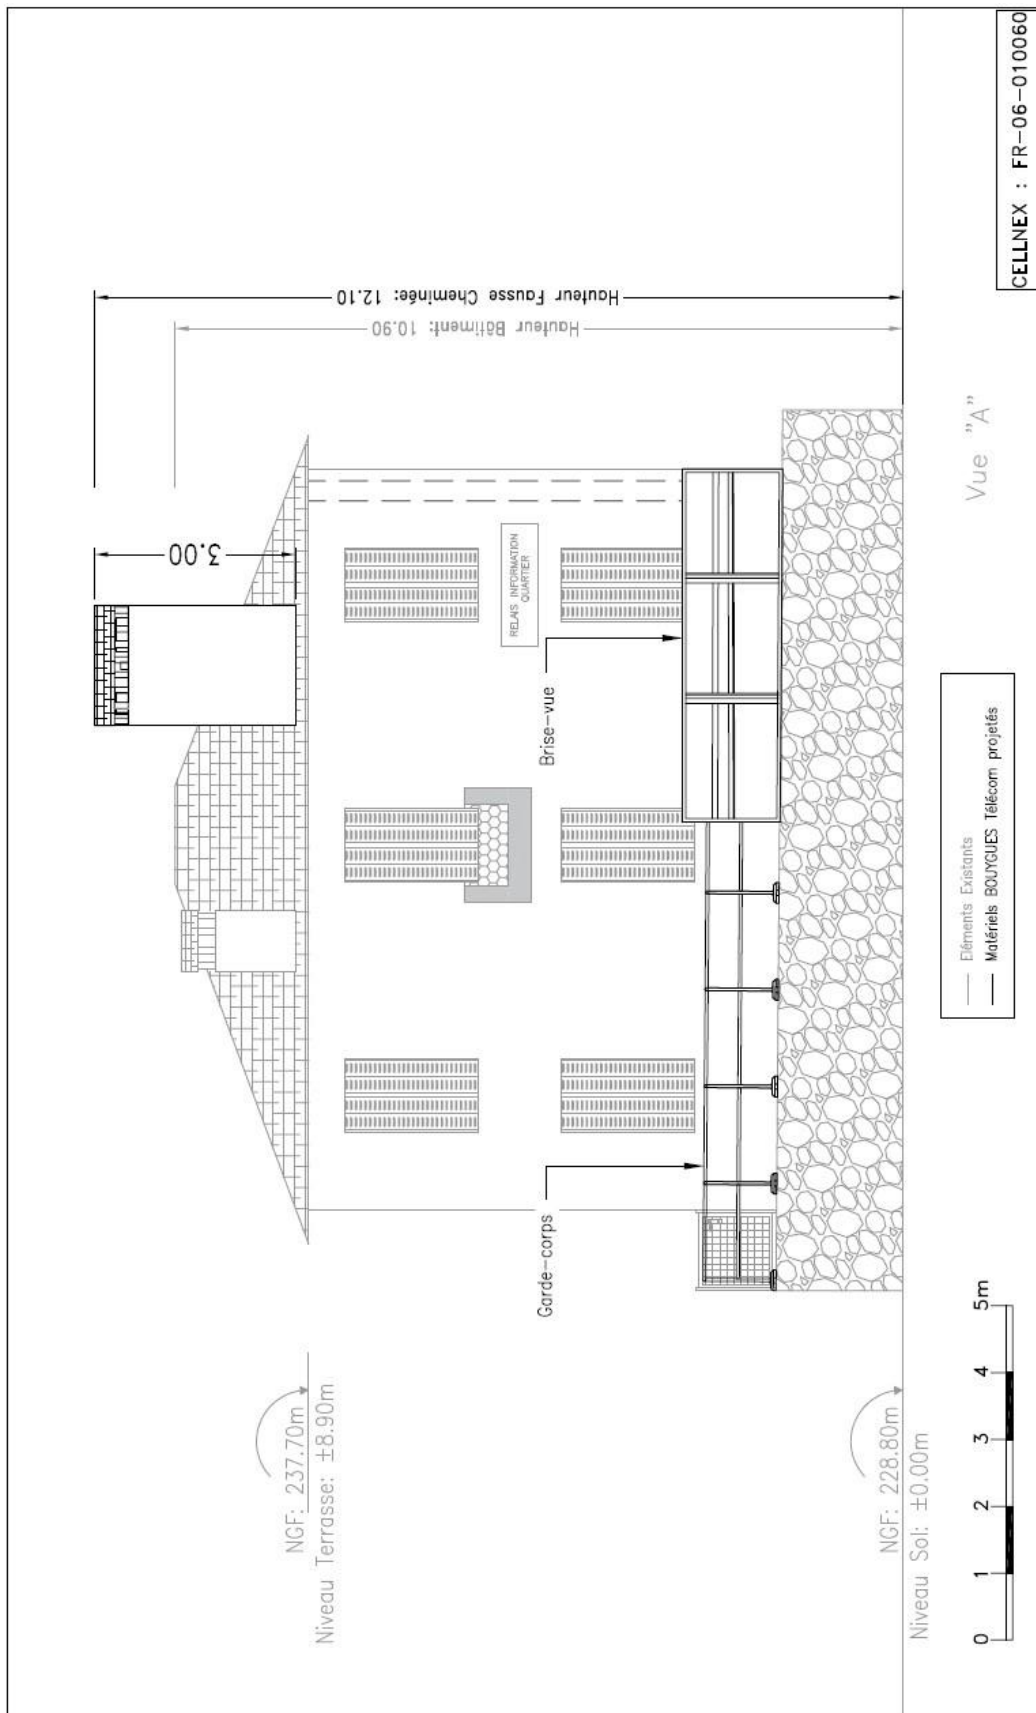 Hauteur Fausse Cheminée: 12.10
Hauteur Bâtiment: 10.90
3.00
NGF: 237.70m
Niveau Terrasse: ±8.90m
RELAIS INFORMATION
QUARTIER
Brise-vue
Garde-corps
NGF: 228.80m
Niveau Sol: ±0.00m
Vue "A"
0 1 2 3 4 5m
Eléments Existants
Matériels BOUYGUES Télécom projetés
CELLNEX : FR-06-010060